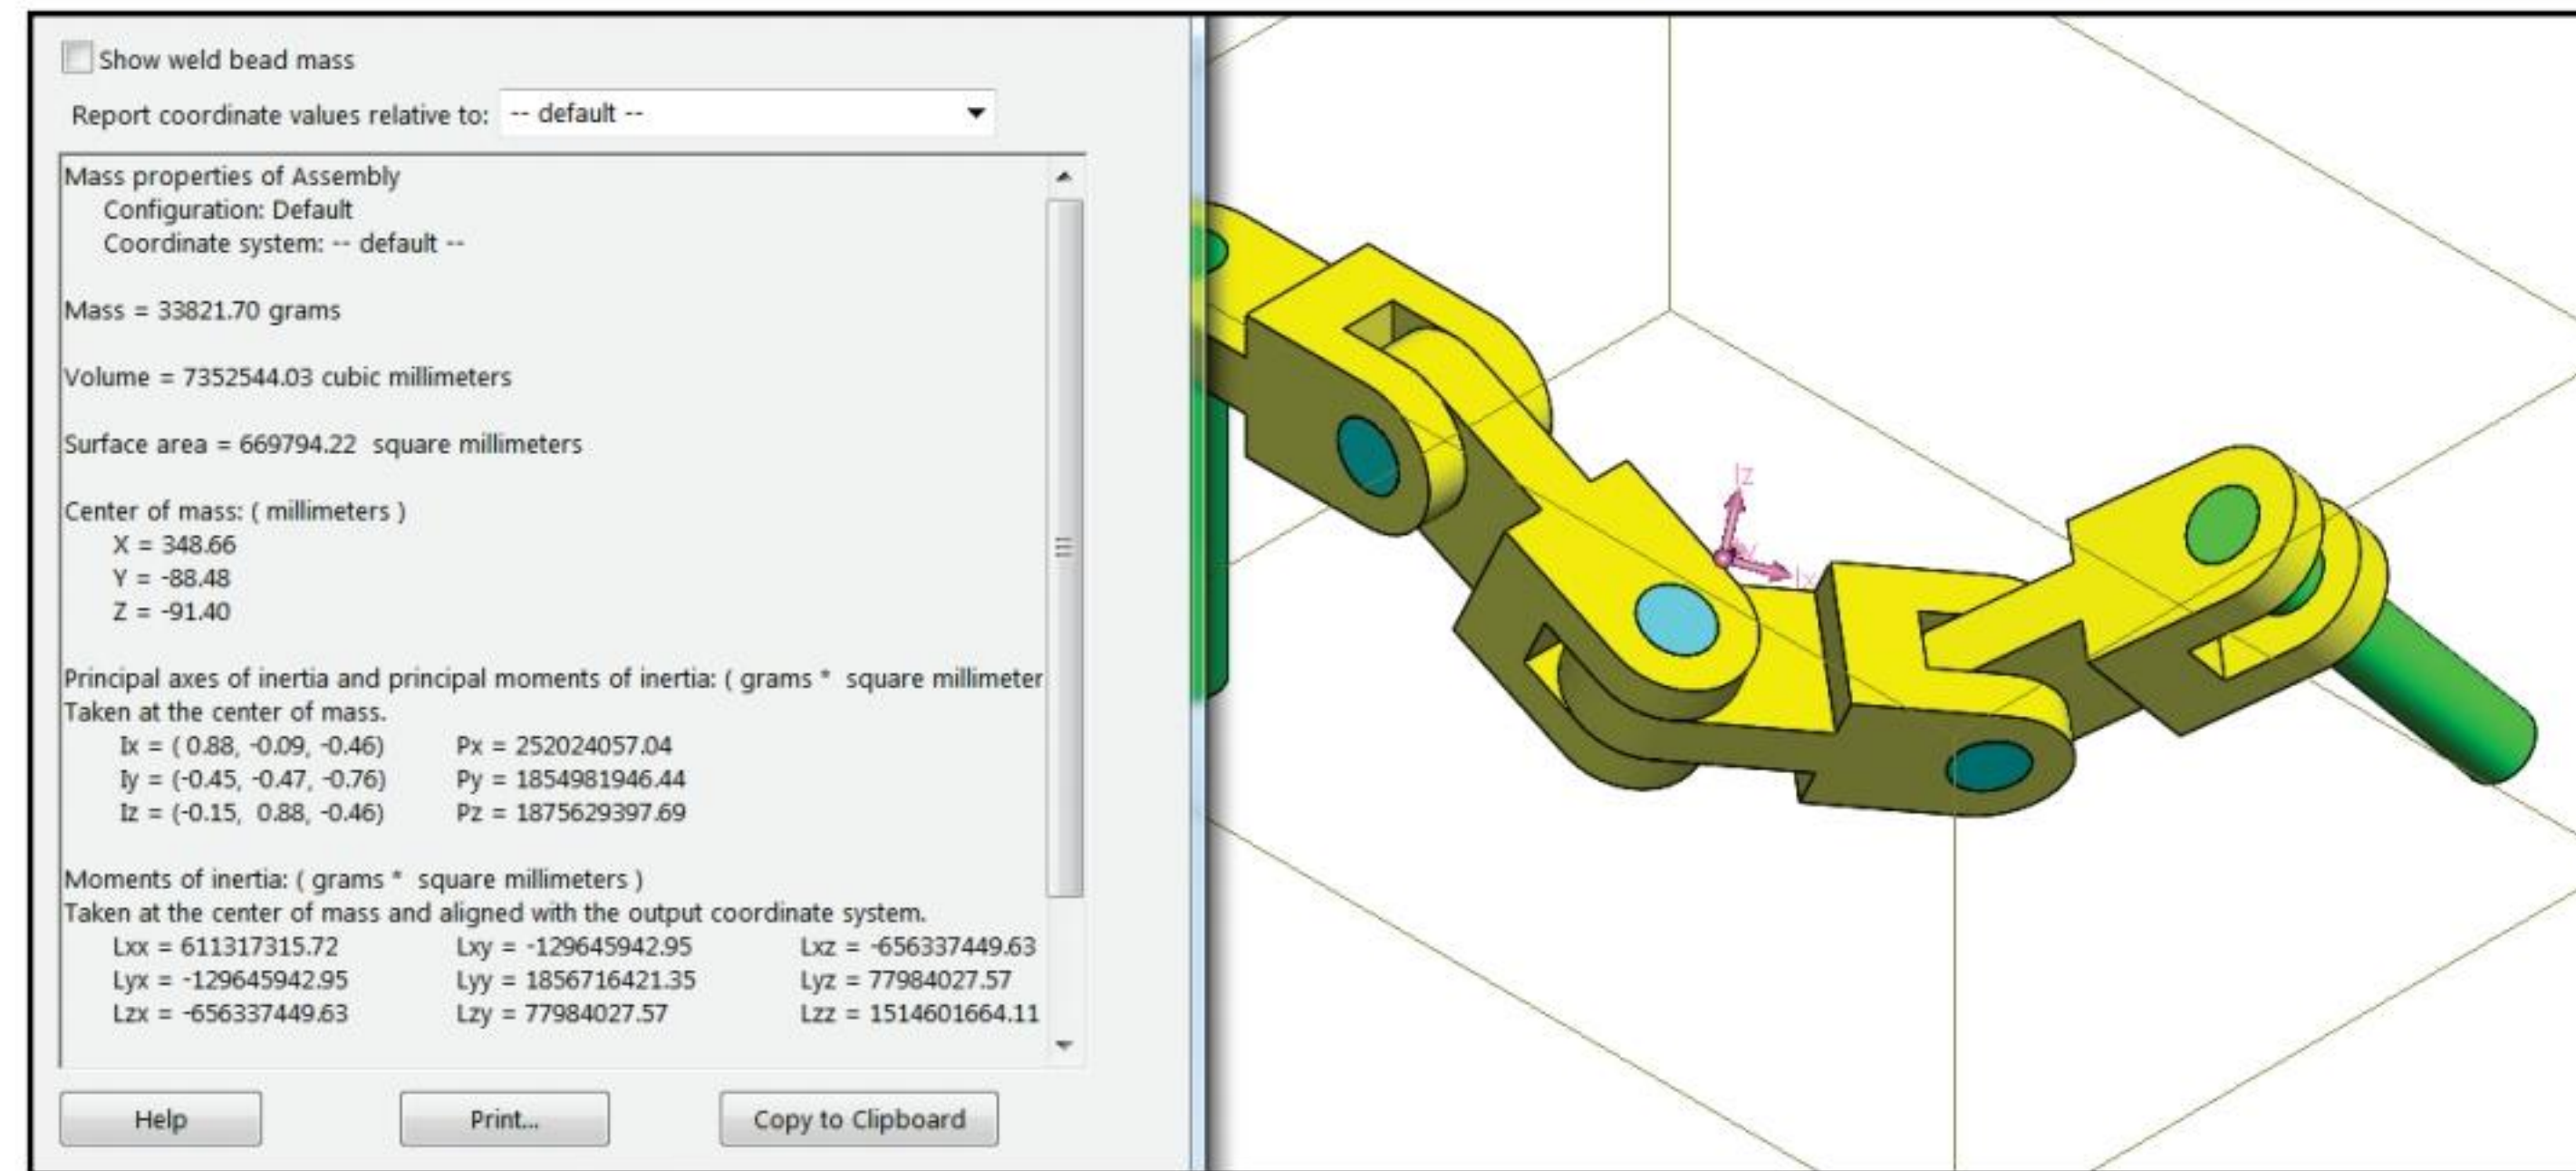 Show weld bead mass
Report coordinate values relative to: -- default --
Mass properties of Assembly
Configuration: Default
Coordinate system: -- default --
Mass = 33821.70 grams
Volume = 7352544.03 cubic millimeters
Surface area = 669794.22 square millimeters
Center of mass: ( millimeters )
X = 348.66
Y = -88.48
Z = -91.40
Principal axes of inertia and principal moments of inertia: ( grams * square millimeter
Taken at the center of mass.
Ix = ( 0.88, -0.09, -0.46) Px = 252024057.04
Iy = (-0.45, -0.47, -0.76) Py = 1854981946.44
Iz = (-0.15, 0.88, -0.46) Pz = 1875629397.69
Moments of inertia: ( grams * square millimeters )
Taken at the center of mass and aligned with the output coordinate system.
Lxx = 611317315.72 Lxy = -129645942.95 Lxz = -656337449.63
Lyx = -129645942.95 Lyy = 1856716421.35 Lyz = 77984027.57
Lzx = -656337449.63 Lzy = 77984027.57 Lzz = 1514601664.11
Help Print... Copy to Clipboard
Iz
Ix